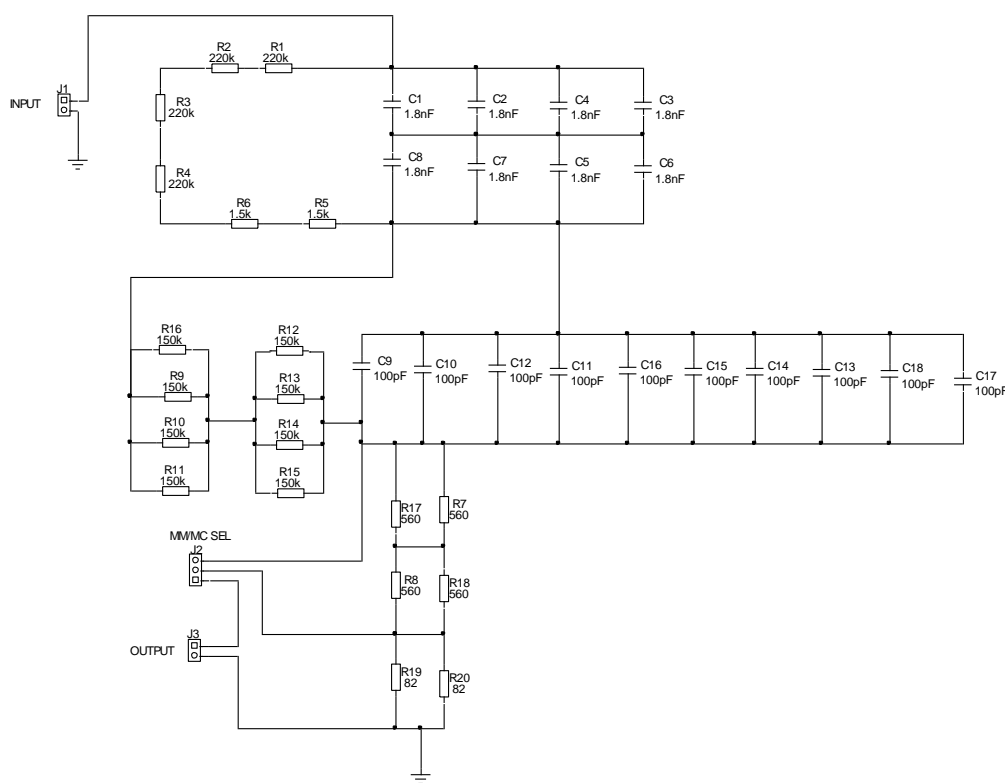 R2
220k
R1
220k
J1
INPUT
R3
220k
C1
1.8nF
C2
1.8nF
C4
1.8nF
C3
1.8nF
R4
220k
C8
1.8nF
C7
1.8nF
C5
1.8nF
C6
1.8nF
R6
1.5k
R5
1.5k
R16
150k
R12
150k
R9
150k
R13
150k
R10
150k
R14
150k
R11
150k
R15
150k
C9
100pF
C10
100pF
C12
100pF
C11
100pF
C16
100pF
C15
100pF
C14
100pF
C13
100pF
C18
100pF
C17
100pF
R17
560
R7
560
MM/MC SEL
J2
R8
560
R18
560
J3
OUTPUT
R19
82
R20
82